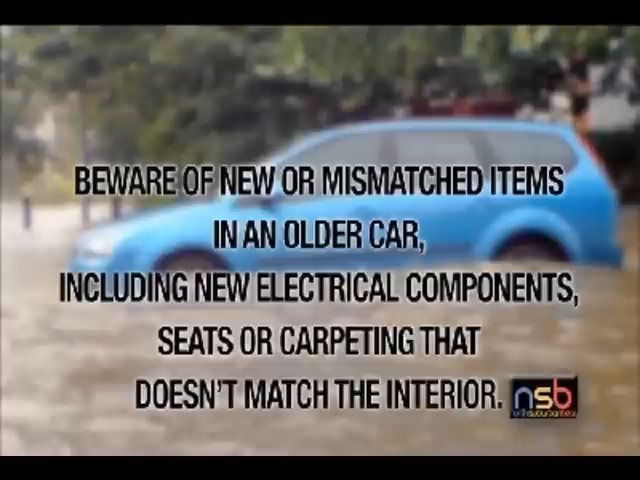 BEWARE OF NEW OR MISMATCHED ITEMS
IN AN OLDER CAR,
INCLUDING NEW ELECTRICAL COMPONENTS,
SEATS OR CARPETING THAT
DOESN'T MATCH THE INTERIOR.
nsb